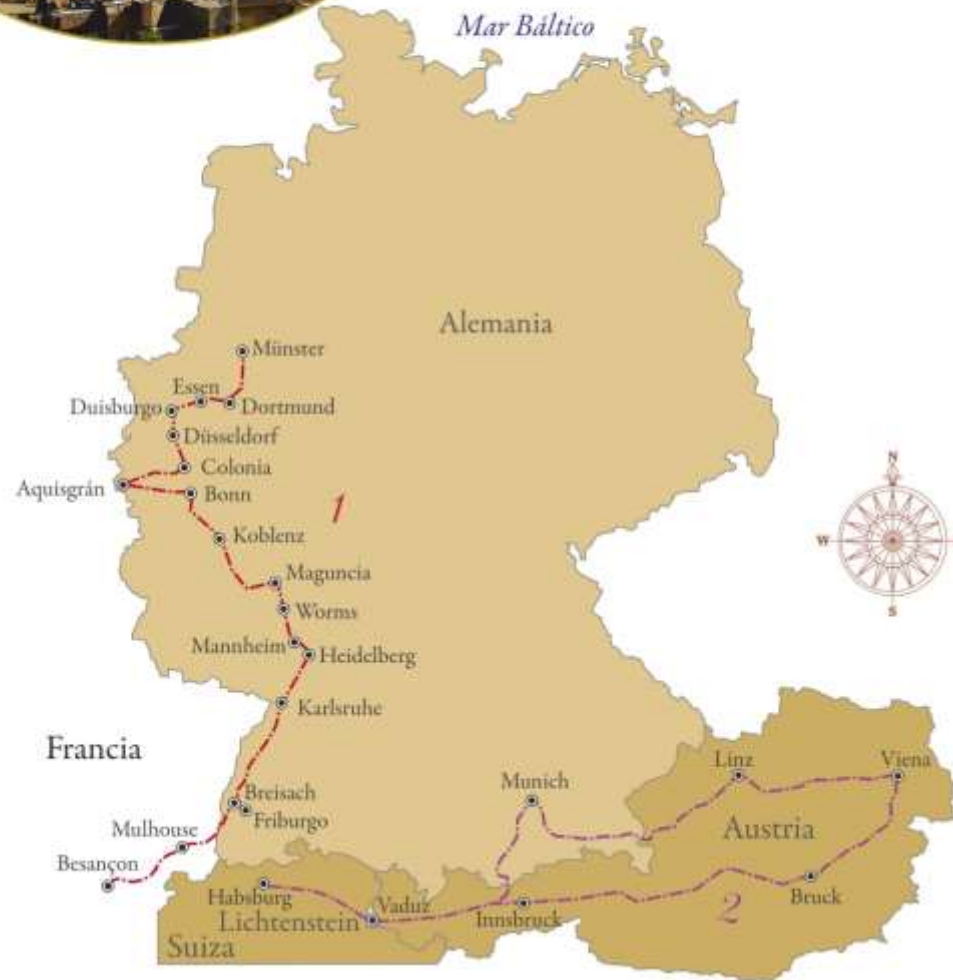 Mar Báltico
Alemania
Münster
Essen
Duisburgo
Dortmund
Düsseldorf
Colonia
Aquisgrán
Bonn
1
Koblenz
Maguncia
Worms
Mannheim
Heidelberg
Karlsruhe
N
W
S
Francia
Breisach
Friburgo
Mulhouse
Besançon
Munich
Linz
Viena
Austria
Habsburg
Vaduz
Lichtenstein
Innsbruck
Bruck
2
Suiza